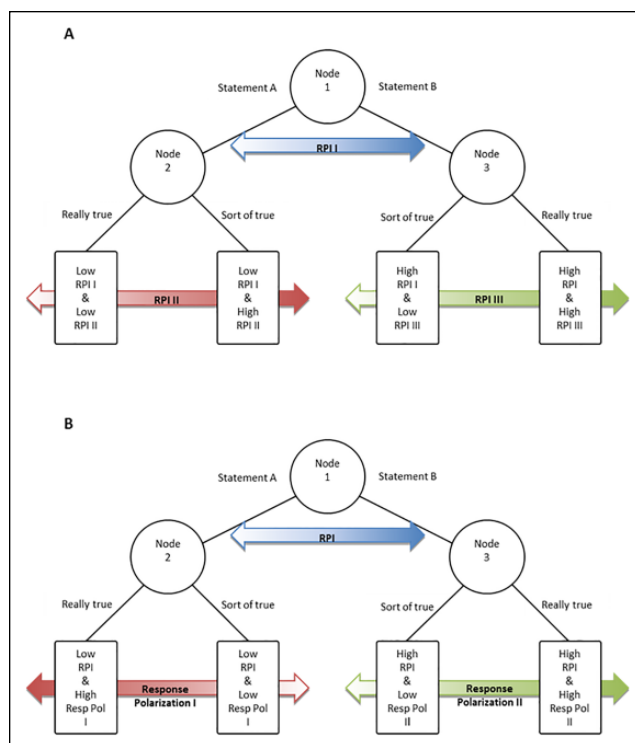 A
Node
1
Statement A
Statement B
RPI I
Node
2
Node
3
Really true
Sort of true
Sort of true
Really true
Low
RPI I
&
Low
RPI II
RPI II
Low
RPI I
&
High
RPI II
High
RPI I
&
Low
RPI III
RPI III
High
RPI
&
High
RPI III
B
Node
1
Statement A
Statement B
RPI
Node
2
Node
3
Really true
Sort of true
Sort of true
Really true
Low
RPI
&
High
Resp Pol
I
Response
Polarization I
Low
RPI
&
Low
Resp Pol
I
High
RPI
&
Low
Resp Pol
II
Response
Polarization II
High
RPI
&
High
Resp Pol
II